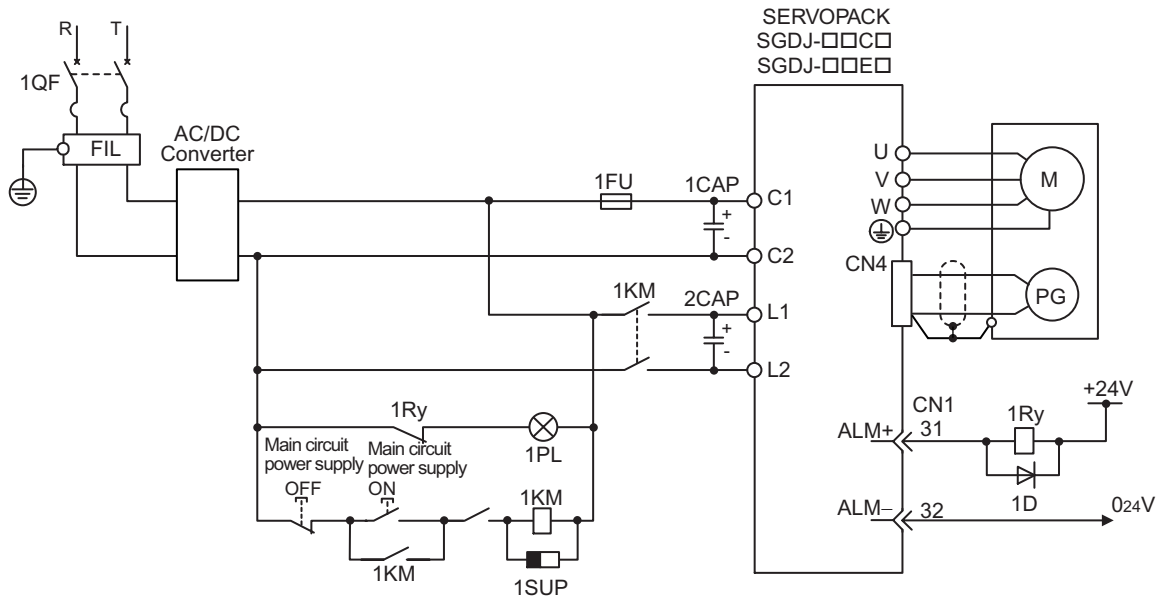 SERVOPACK
SGDJ-□□C□
SGDJ-□□E□
R T
1QF
FIL
AC/DC
Converter
1FU
1CAP
+
-
C1
C2
1KM
2CAP
+
-
L1
L2
U
V
W
M
CN4
PG
1Ry
1PL
Main circuit
power supply
OFF
Main circuit
power supply
ON
1KM
1KM
1SUP
CN1
ALM+
31
1Ry
+24V
1D
ALM−
32
024V